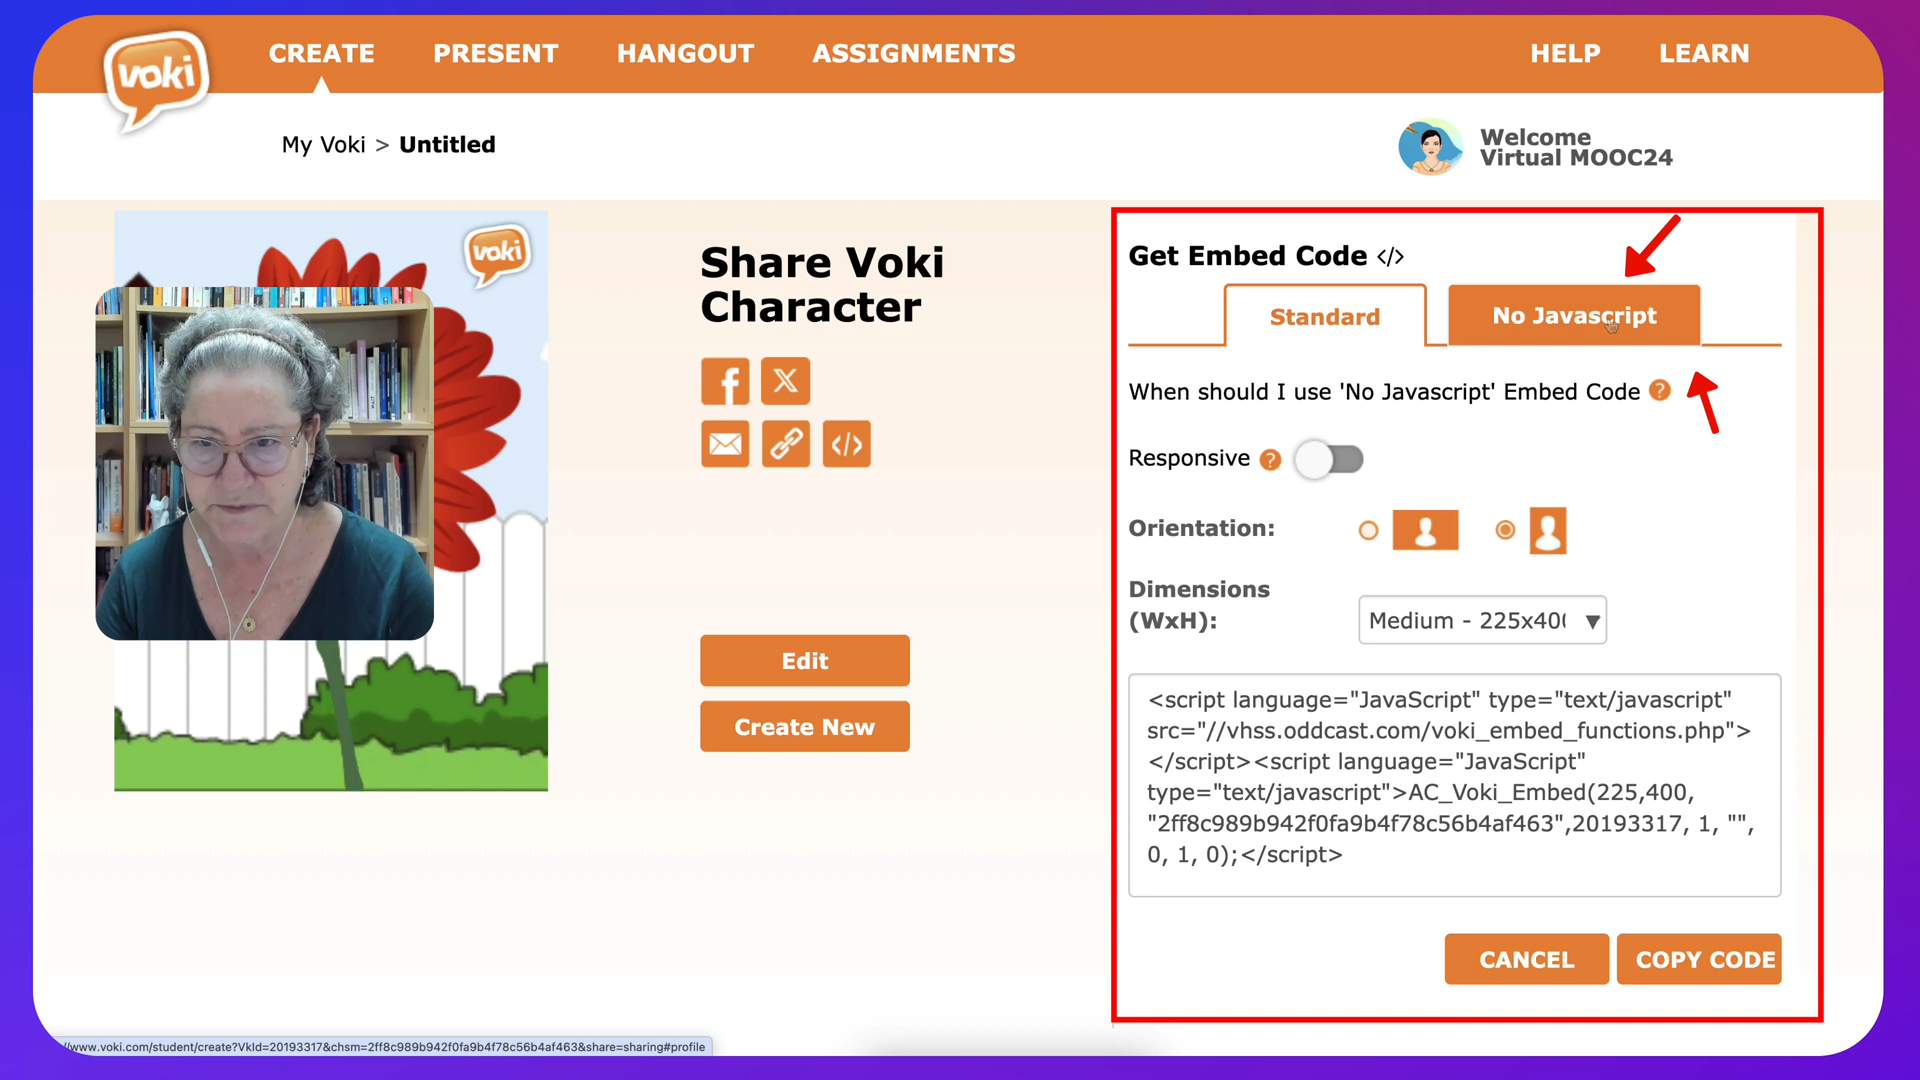 voki
CREATE
PRESENT
HANGOUT
ASSIGNMENTS
HELP
LEARN
My Voki > Untitled
Welcome
Virtual MOOC24
voki
Share Voki
Character
Edit
Create New
Get Embed Code </>
Standard
No Javascript
When should I use 'No Javascript' Embed Code ?
Responsive ?
Orientation:
Dimensions
(WxH):
Medium - 225x40
<script language="JavaScript" type="text/javascript"
src="//vhss.oddcast.com/voki_embed_functions.php">
</script><script language="JavaScript"
type="text/javascript">AC_Voki_Embed(225,400,
"2ff8c989b942f0fa9b4f78c56b4af463",20193317, 1, "",
0, 1, 0);</script>
CANCEL
COPY CODE
/www.voki.com/student/create?VkId=20193317&chsm=2ff8c989b942f0fa9b4f78c56b4af463&share=sharing#profile